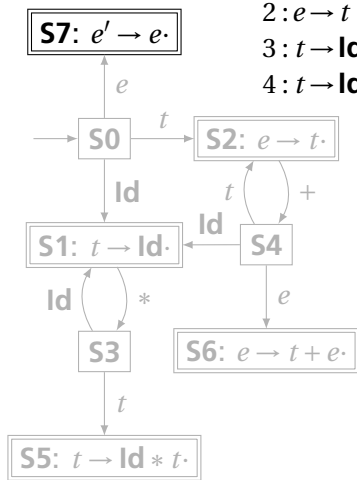 2 : e → t
S7: e′ → e·
3 : t → Id
4 : t → Id
e
S0
t
S2: e → t·
Id
t
+
S1: t → Id·
Id
S4
Id
*
e
S3
S6: e → t + e·
t
S5: t → Id * t·